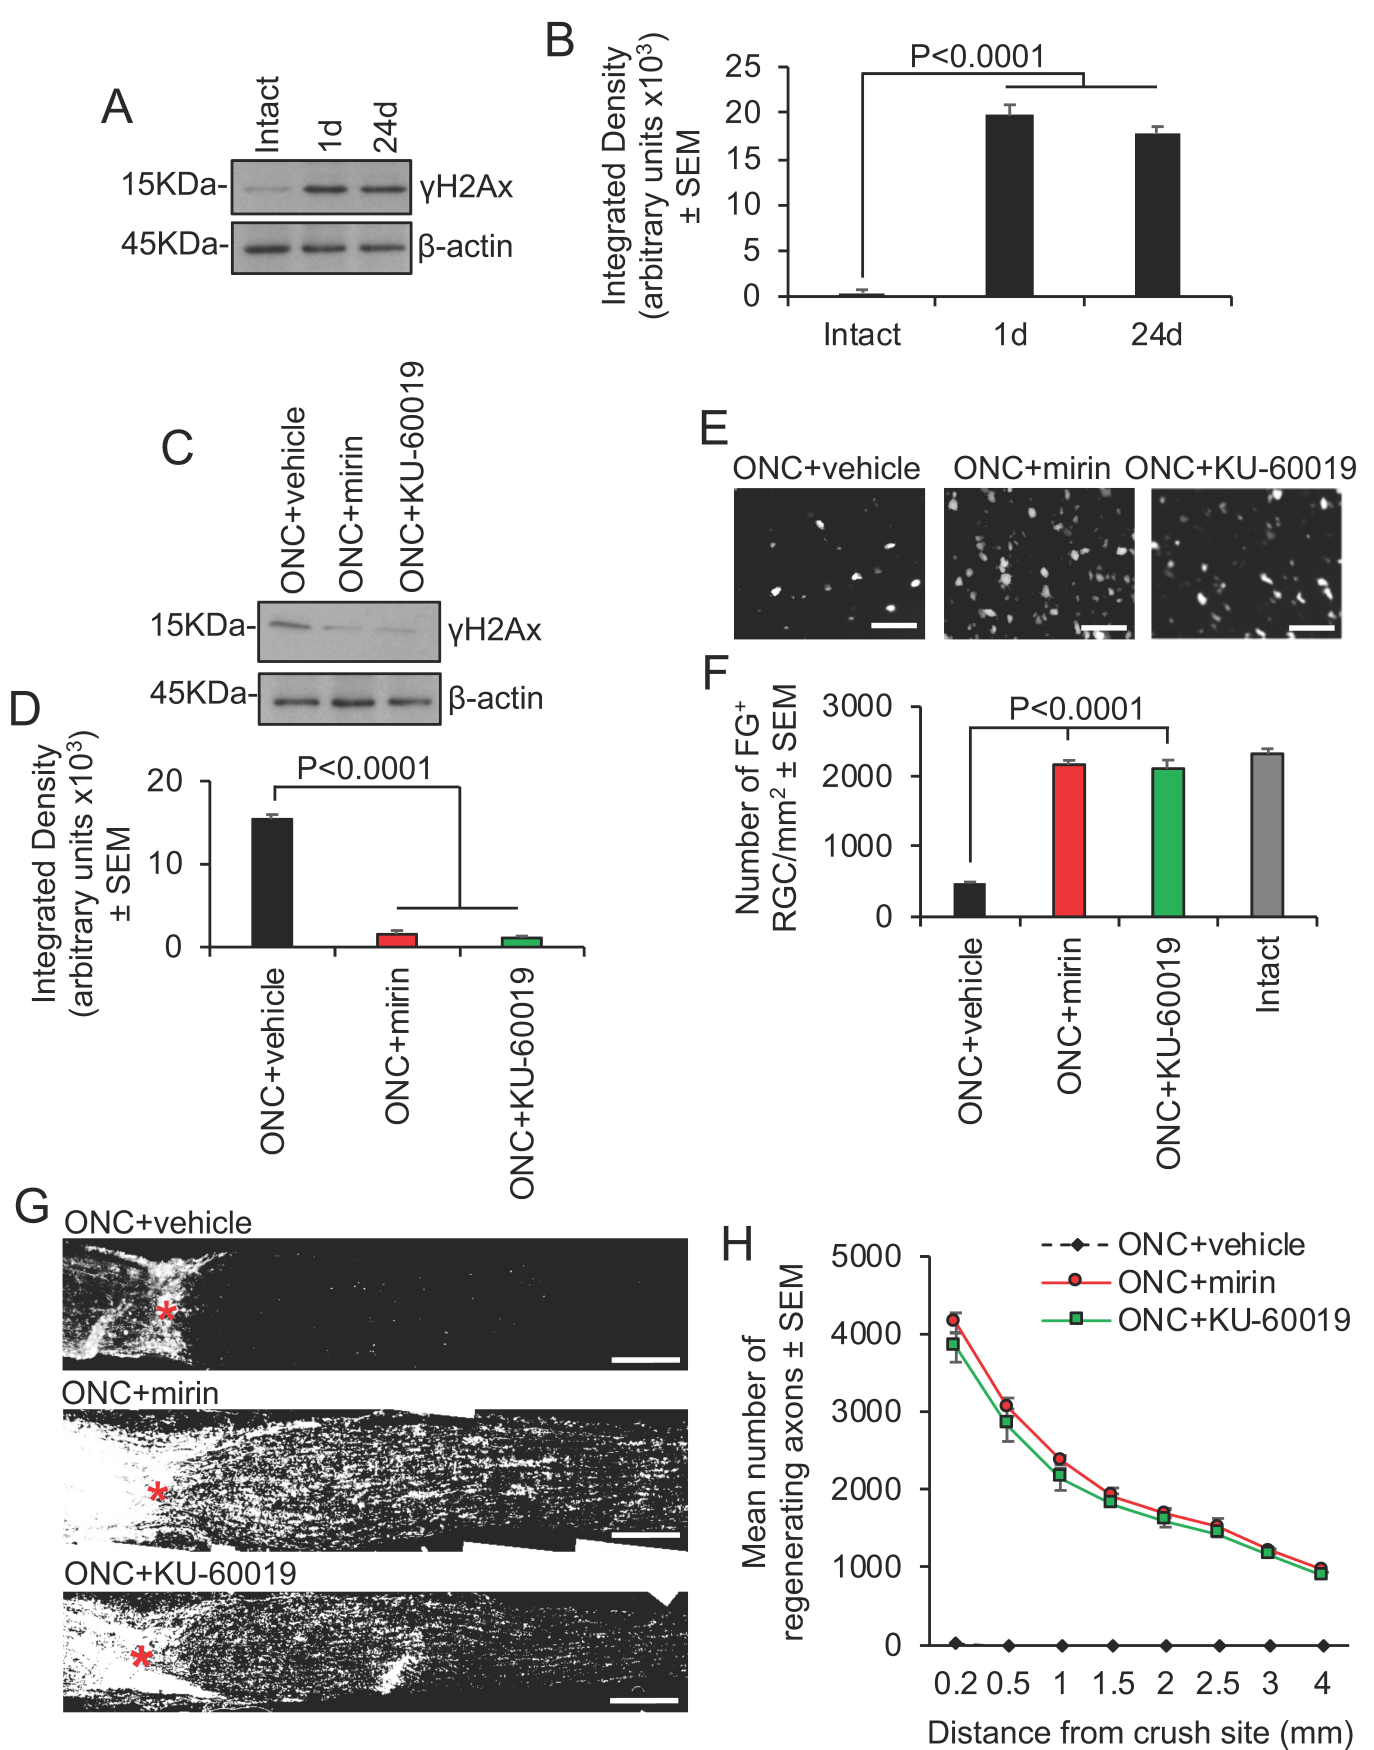 A
Intact
1d
24d
15KDa-
γH2Ax
45KDa-
β-actin
B
Integrated Density
(arbitrary units x10³)
± SEM
P<0.0001
25
20
15
10
5
0
Intact
1d
24d
C
ONC+vehicle
ONC+mirin
ONC+KU-60019
15KDa-
γH2Ax
45KDa-
β-actin
D
Integrated Density
(arbitrary units x10³)
± SEM
P<0.0001
20
10
0
ONC+vehicle
ONC+mirin
ONC+KU-60019
E
ONC+vehicle
ONC+mirin
ONC+KU-60019
F
Number of FG⁺
RGC/mm² ± SEM
P<0.0001
3000
2000
1000
0
ONC+vehicle
ONC+mirin
ONC+KU-60019
Intact
G
ONC+vehicle
*
ONC+mirin
*
ONC+KU-60019
*
H
Mean number of
regenerating axons ± SEM
ONC+vehicle
ONC+mirin
ONC+KU-60019
5000
4000
3000
2000
1000
0
0.2 0.5 1 1.5 2 2.5 3 4
Distance from crush site (mm)